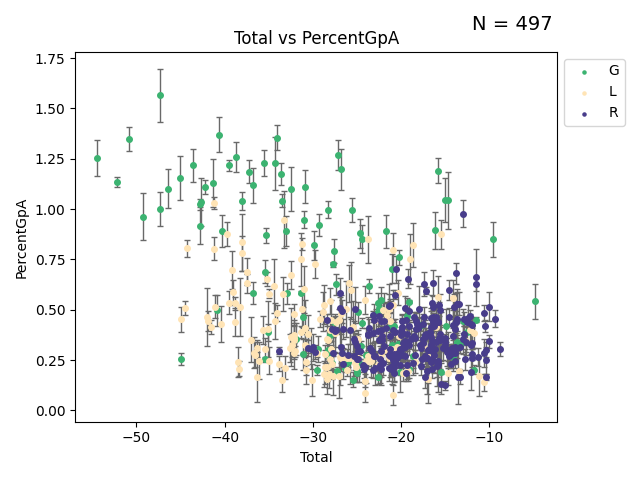 N = 497
Total vs PercentGpA
1.75
1.50
1.25
1.00
0.75
0.50
0.25
0.00
PercentGpA
−50
−40
−30
−20
−10
Total
G
L
R